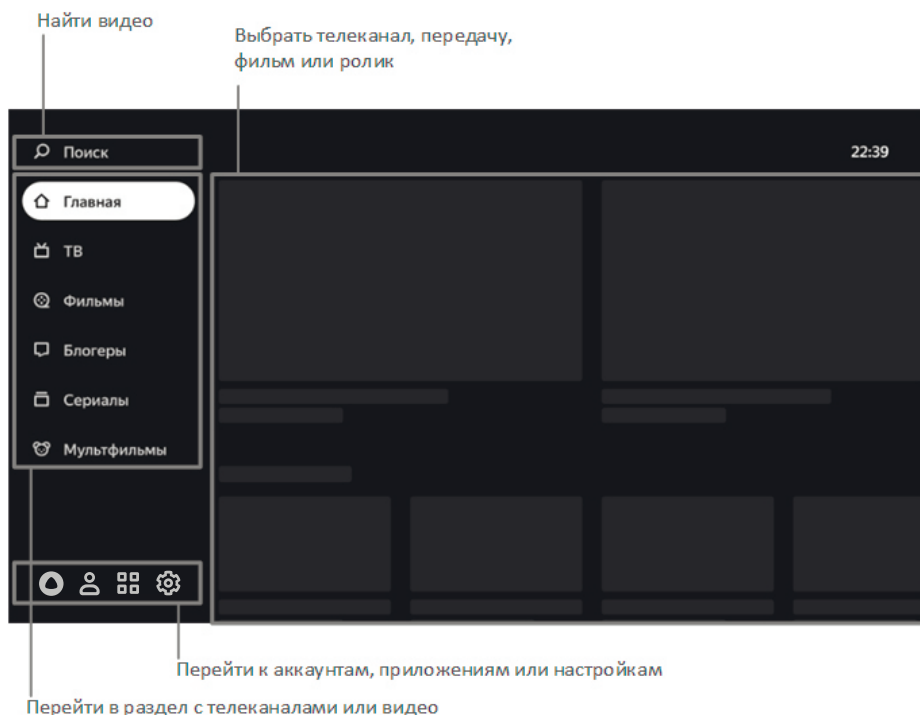 Найти видео
Выбрать телеканал, передачу,
фильм или ролик
Поиск
22:39
Главная
ТВ
Фильмы
Блогеры
Сериалы
Мультфильмы
Перейти к аккаунтам, приложениям или настройкам
Перейти в раздел с телеканалами или видео